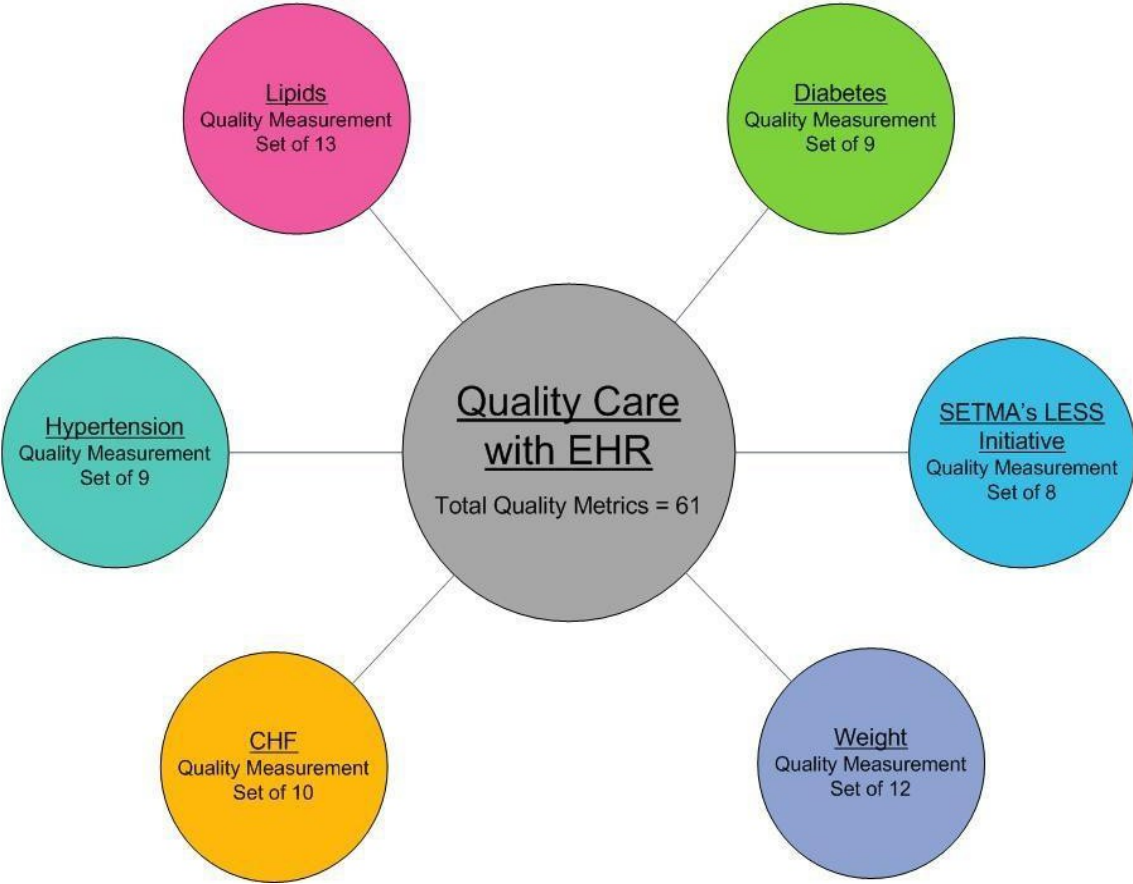 Lipids
Quality Measurement
Set of 13
Diabetes
Quality Measurement
Set of 9
Hypertension
Quality Measurement
Set of 9
Quality Care
with EHR
Total Quality Metrics = 61
SETMA's LESS
Initiative
Quality Measurement
Set of 8
CHF
Quality Measurement
Set of 10
Weight
Quality Measurement
Set of 12